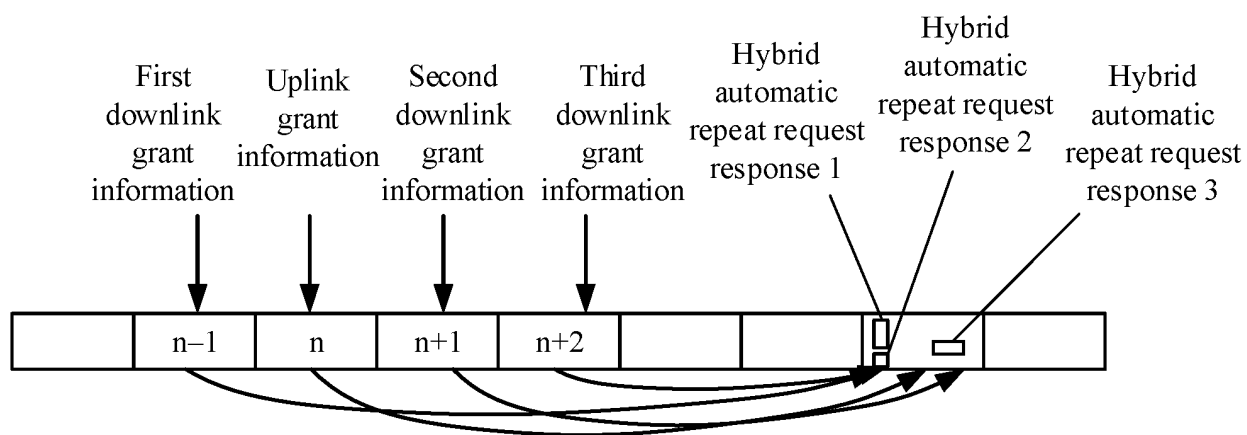 First
downlink
grant
information
Uplink
grant
information
Second
downlink
grant
information
Third
downlink
grant
information
Hybrid
automatic
repeat request
response 1
Hybrid
automatic
repeat request
response 2
Hybrid
automatic
repeat request
response 3
n–1
n
n+1
n+2